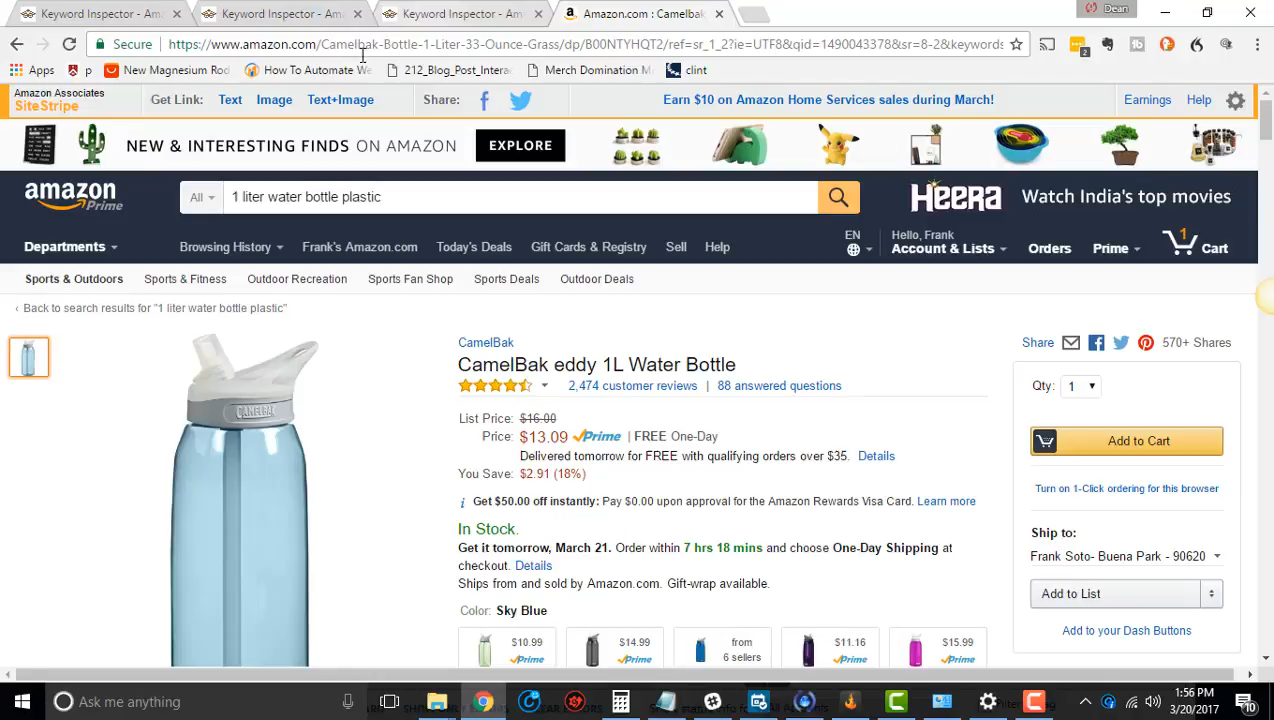 Keyword Inspector - Ama
Keyword Inspector - Ama
Keyword Inspector - Ama
Amazon.com : Camelbak
Dean
Secure
https://www.amazon.com/Camelbak-Bottle-1-Liter-33-Ounce-Grass/dp/B00NTYHQT2/ref=sr_1_2?ie=UTF8&qid=1490043378&sr=8-2&keywords
Apps
p
New Magnesium Rod
How To Automate We
212_Blog_Post_Intera
Merch Domination M
clint
Amazon Associates
SiteStripe
Get Link:
Text
Image
Text+Image
Share:
Earn $10 on Amazon Home Services sales during March!
Earnings
Help
NEW & INTERESTING FINDS ON AMAZON
EXPLORE
amazon
Prime
All
1 liter water bottle plastic
Heera
Watch India's top movies
Departments
Browsing History
Frank's Amazon.com
Today's Deals
Gift Cards & Registry
Sell
Help
EN
Hello, Frank
Account & Lists
Orders
Prime
1
Cart
Sports & Outdoors
Sports & Fitness
Outdoor Recreation
Sports Fan Shop
Sports Deals
Outdoor Deals
‹ Back to search results for "1 liter water bottle plastic"
CAMELBAK
CamelBak
CamelBak eddy 1L Water Bottle
2,474 customer reviews | 88 answered questions
List Price: $16.00
Price: $13.09 Prime | FREE One-Day
Delivered tomorrow for FREE with qualifying orders over $35. Details
You Save: $2.91 (18%)
Get $50.00 off instantly: Pay $0.00 upon approval for the Amazon Rewards Visa Card. Learn more
In Stock.
Get it tomorrow, March 21. Order within 7 hrs 18 mins and choose One-Day Shipping at
checkout. Details
Ships from and sold by Amazon.com. Gift-wrap available.
Color: Sky Blue
$10.99
Prime
$14.99
Prime
from
6 sellers
$11.16
Prime
$15.99
Prime
Share
570+ Shares
Qty: 1
Add to Cart
Turn on 1-Click ordering for this browser
Ship to:
Frank Soto- Buena Park - 90620
Add to List
Add to your Dash Buttons
Ask me anything
1:56 PM
3/20/2017
10